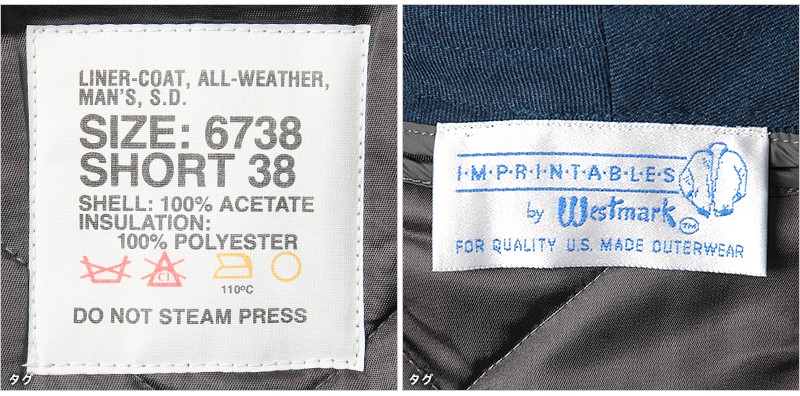 LINER-COAT, ALL-WEATHER,
MAN'S, S.D.
SIZE: 6738
SHORT 38
SHELL: 100% ACETATE
INSULATION:
100% POLYESTER
Cl
110°C
DO NOT STEAM PRESS
タグ
I·M·P·R·I·N·T·A·B·L·E·S
by Westmark TM
FOR QUALITY U.S. MADE OUTERWEAR
タグ